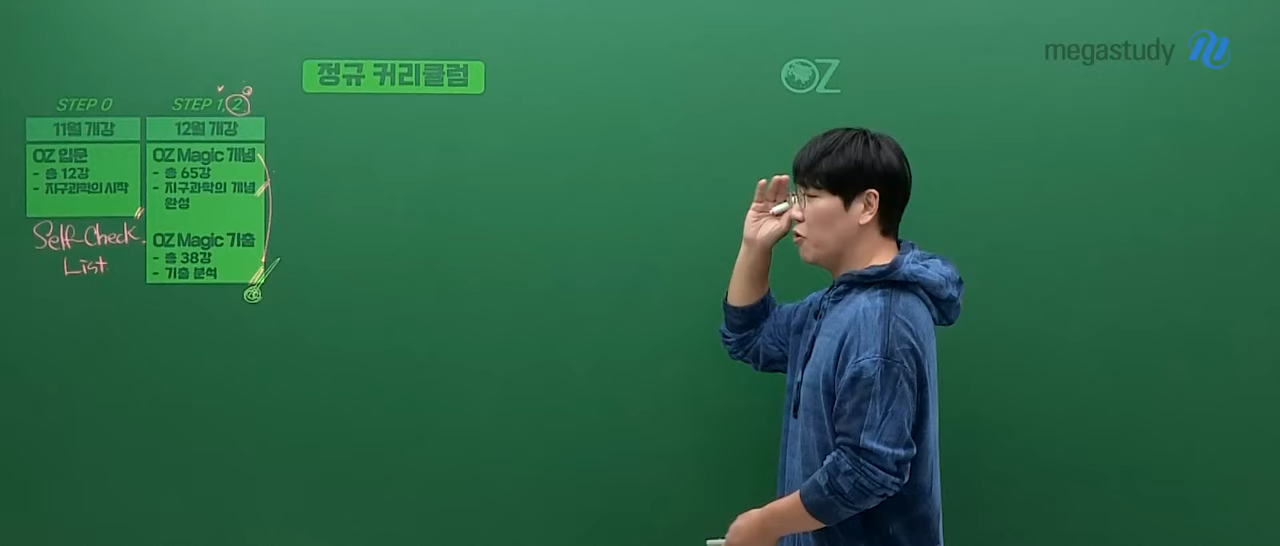 megastudy
정규 커리큘럼
OZ
STEP 0
11월 개강
OZ 입문
- 총 12강
- 지구과학의 시작
Self-Check
List
STEP 1, 2
12월 개강
OZ Magic 개념
- 총 65강
- 지구과학의 개념
완성
OZ Magic 기출
- 총 38강
- 기출 분석